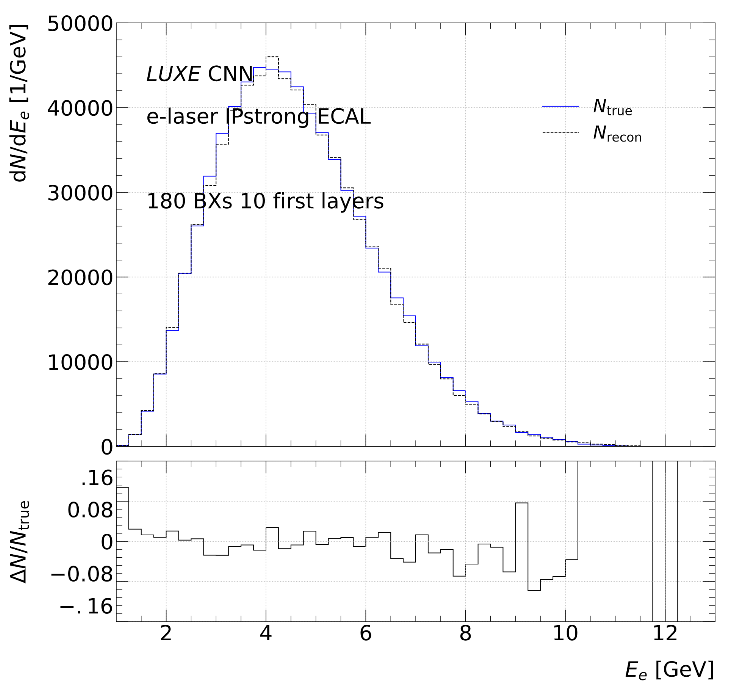 50000
dN/dE_e [1/GeV]
LUXE CNN
40000
e-laser IPstrong ECAL
N_true
N_recon
30000
180 BXs 10 first layers
20000
10000
0
.16
0.08
0
−0.08
−.16
ΔN/N_true
2 4 6 8 10 12
E_e [GeV]